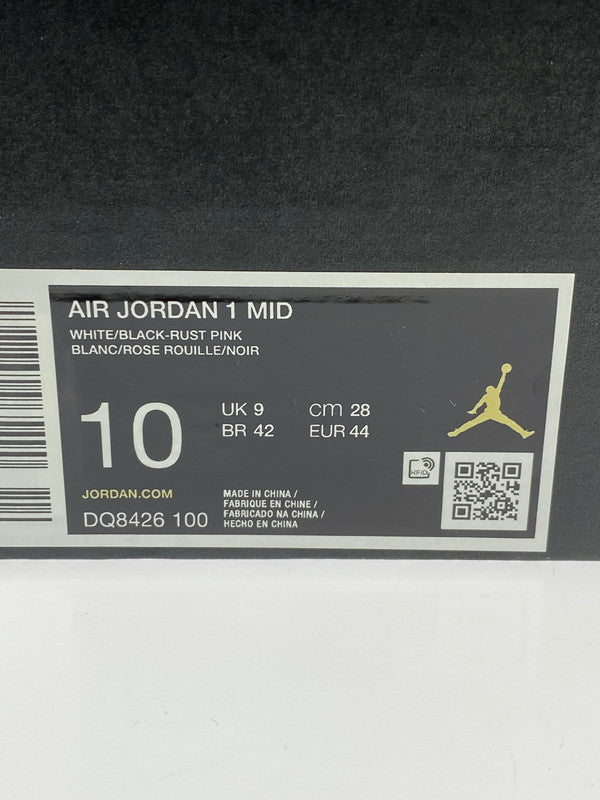 AIR JORDAN 1 MID
WHITE/BLACK-RUST PINK
BLANC/ROSE ROUILLE/NOIR
10
UK 9
cm 28
BR 42
EUR 44
RFID
JORDAN.COM
DQ8426 100
MADE IN CHINA /
FABRIQUE EN CHINE /
FABRICADO NA CHINA /
HECHO EN CHINA